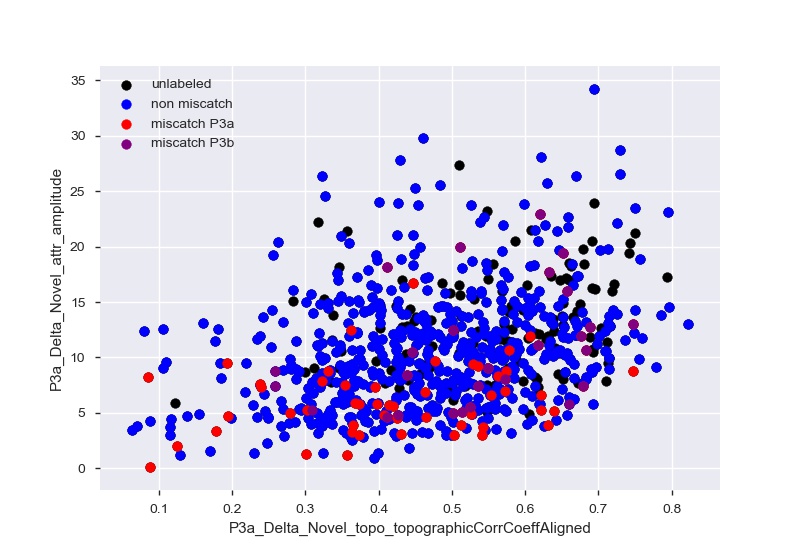 35
30
25
20
15
10
5
0
P3a_Delta_Novel_attr_amplitude
unlabeled
non miscatch
miscatch P3a
miscatch P3b
0.1 0.2 0.3 0.4 0.5 0.6 0.7 0.8
P3a_Delta_Novel_topo_topographicCorrCoeffAligned